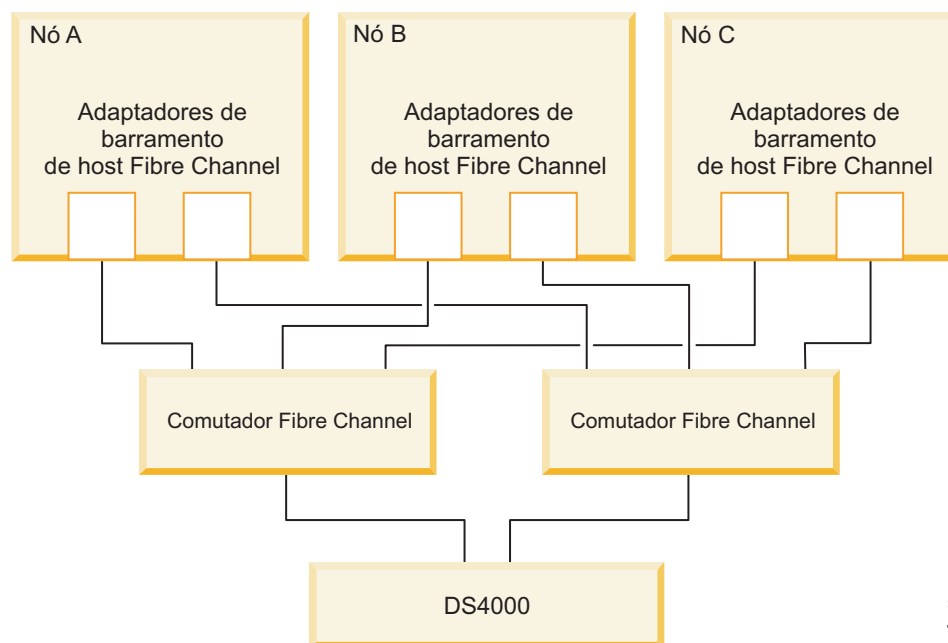 Nó A
Adaptadores de
barramento
de host Fibre Channel
Nó B
Adaptadores de
barramento
de host Fibre Channel
Nó C
Adaptadores de
barramento
de host Fibre Channel
Comutador Fibre Channel
Comutador Fibre Channel
DS4000